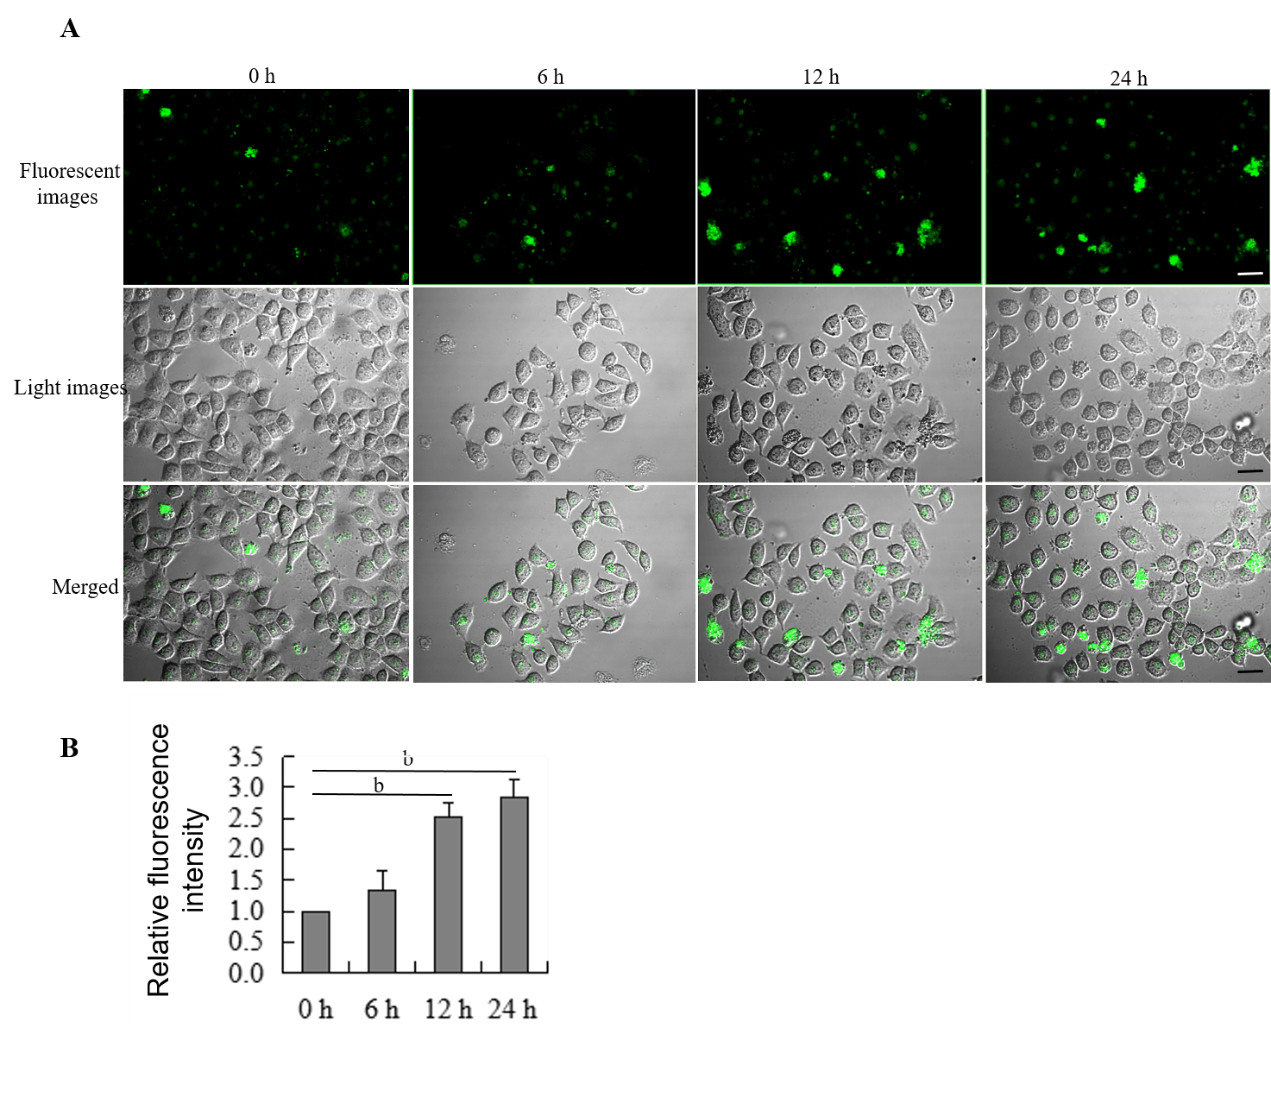 A
0 h
6 h
12 h
24 h
Fluorescent
images
Light images
Merged
B
Relative fluorescence
intensity
3.5
3.0
2.5
2.0
1.5
1.0
0.5
0.0
b
b
0 h
6 h
12 h
24 h